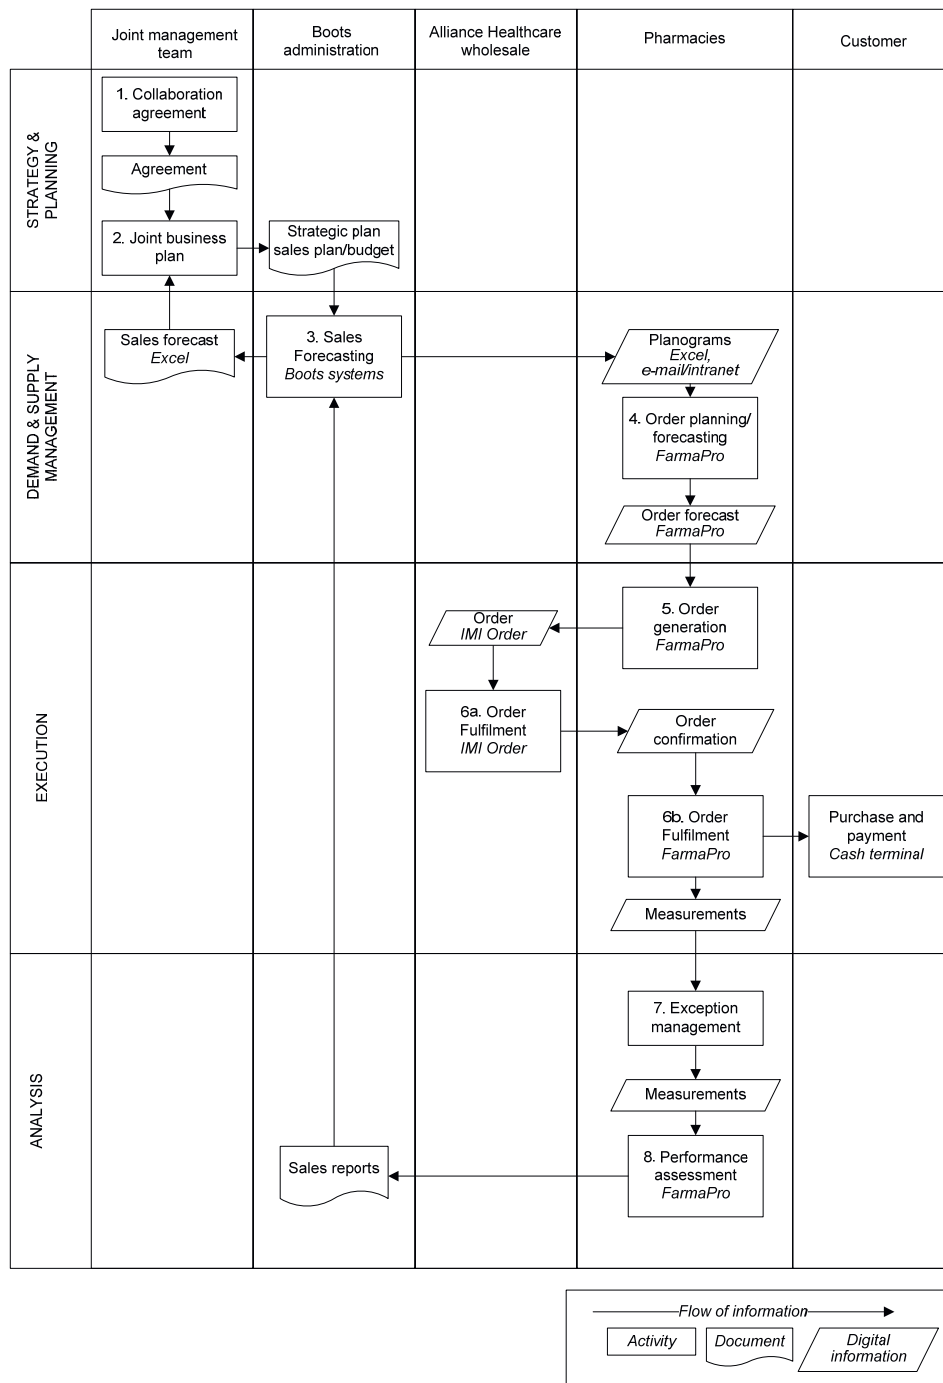 Joint management
team
Boots
administration
Alliance Healthcare
wholesale
Pharmacies
Customer
STRATEGY &
PLANNING
1. Collaboration
agreement
Agreement
2. Joint business
plan
Strategic plan
sales plan/budget
DEMAND & SUPPLY
MANAGEMENT
Sales forecast
Excel
3. Sales
Forecasting
Boots systems
Planograms
Excel,
e-mail/intranet
4. Order planning/
forecasting
FarmaPro
Order forecast
FarmaPro
EXECUTION
5. Order
generation
FarmaPro
Order
IMI Order
6a. Order
Fulfilment
IMI Order
Order
confirmation
6b. Order
Fulfilment
FarmaPro
Purchase and
payment
Cash terminal
Measurements
ANALYSIS
7. Exception
management
Measurements
8. Performance
assessment
FarmaPro
Sales reports
Flow of information
Activity
Document
Digital
information